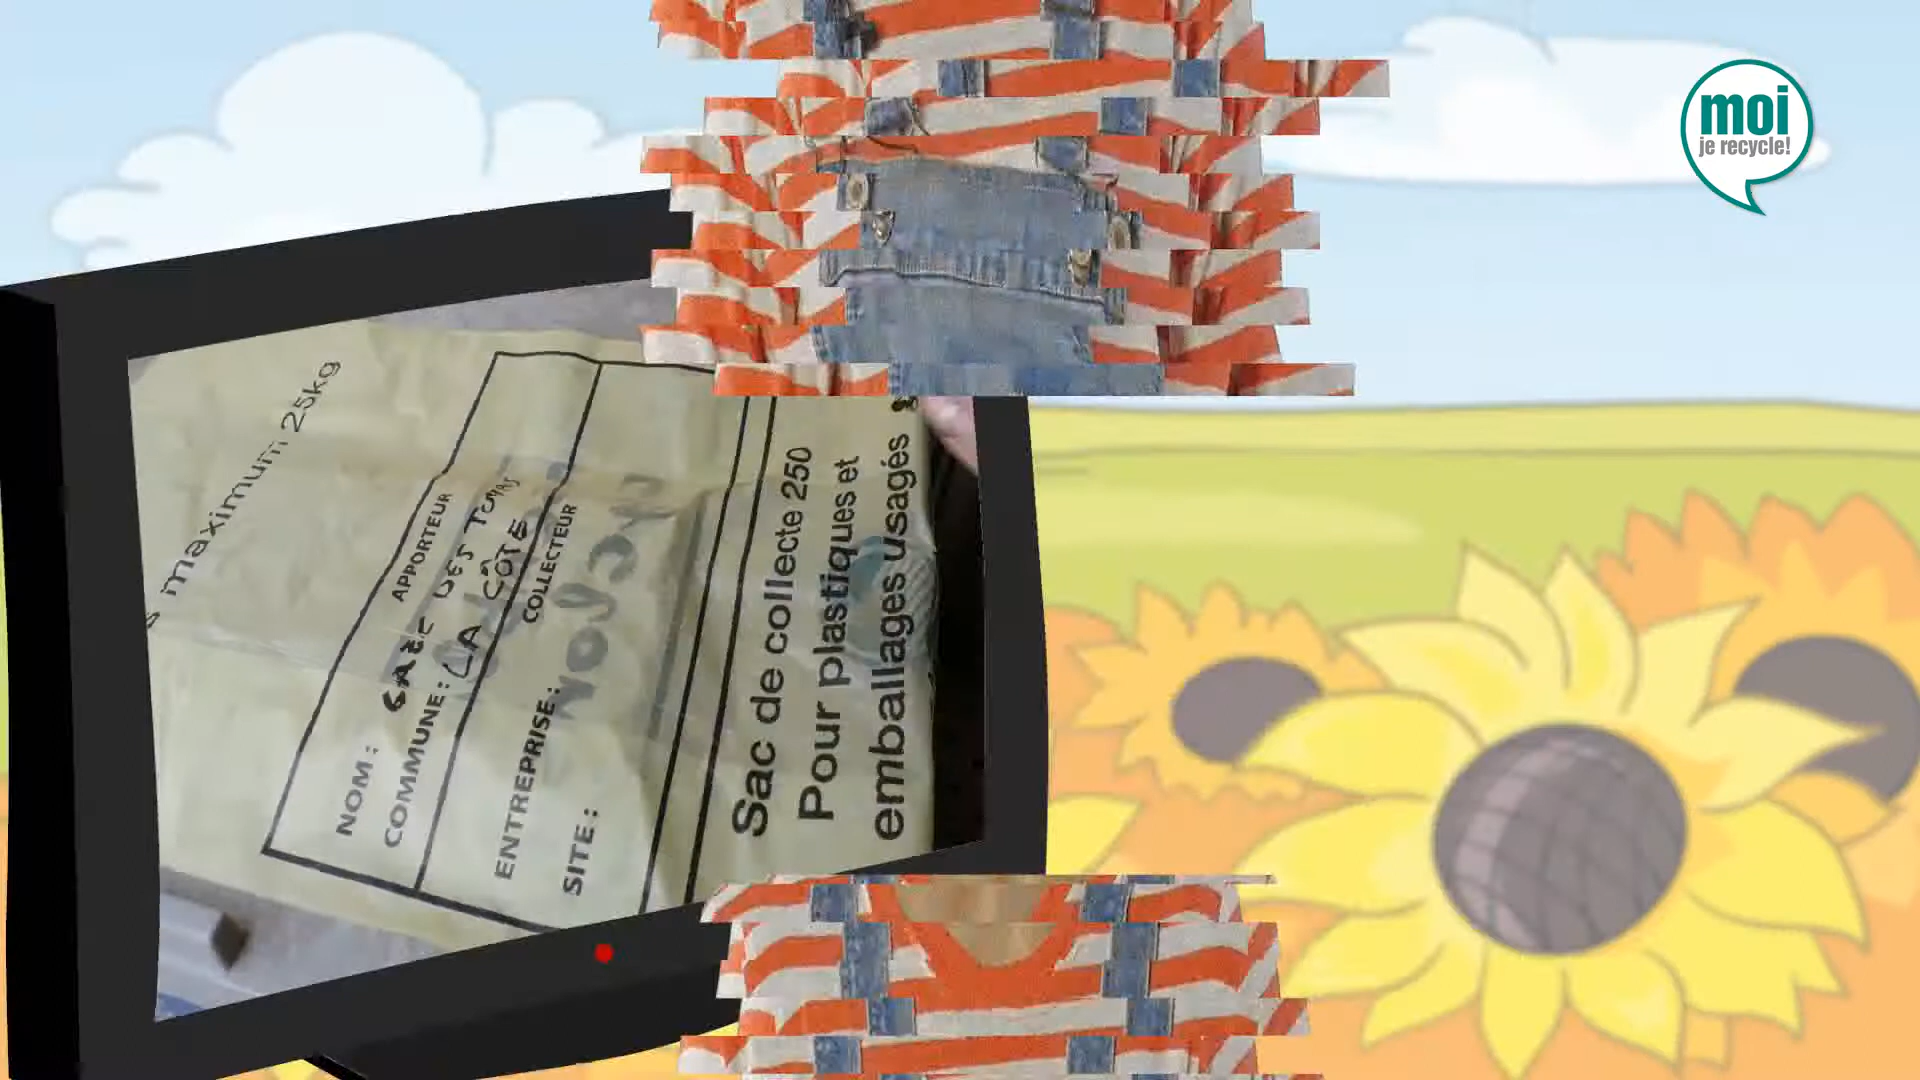 moi
je recycle!
maximum 25kg
APPORTEUR
NOM :
COMMUNE : LA CÔTE
COLLECTEUR
ENTREPRISE :
SITE :
Sac de collecte 250
Pour plastiques et
emballages usagés